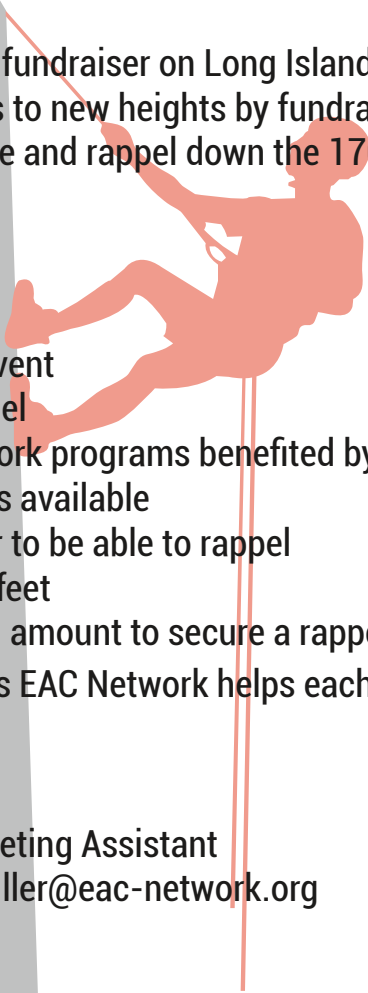 fundraiser on Long Island
s to new heights by fundra
e and rappel down the 17
vent
el
ork programs benefited by
s available
r to be able to rappel
feet
amount to secure a rappe
s EAC Network helps each
eting Assistant
ller@eac-network.org